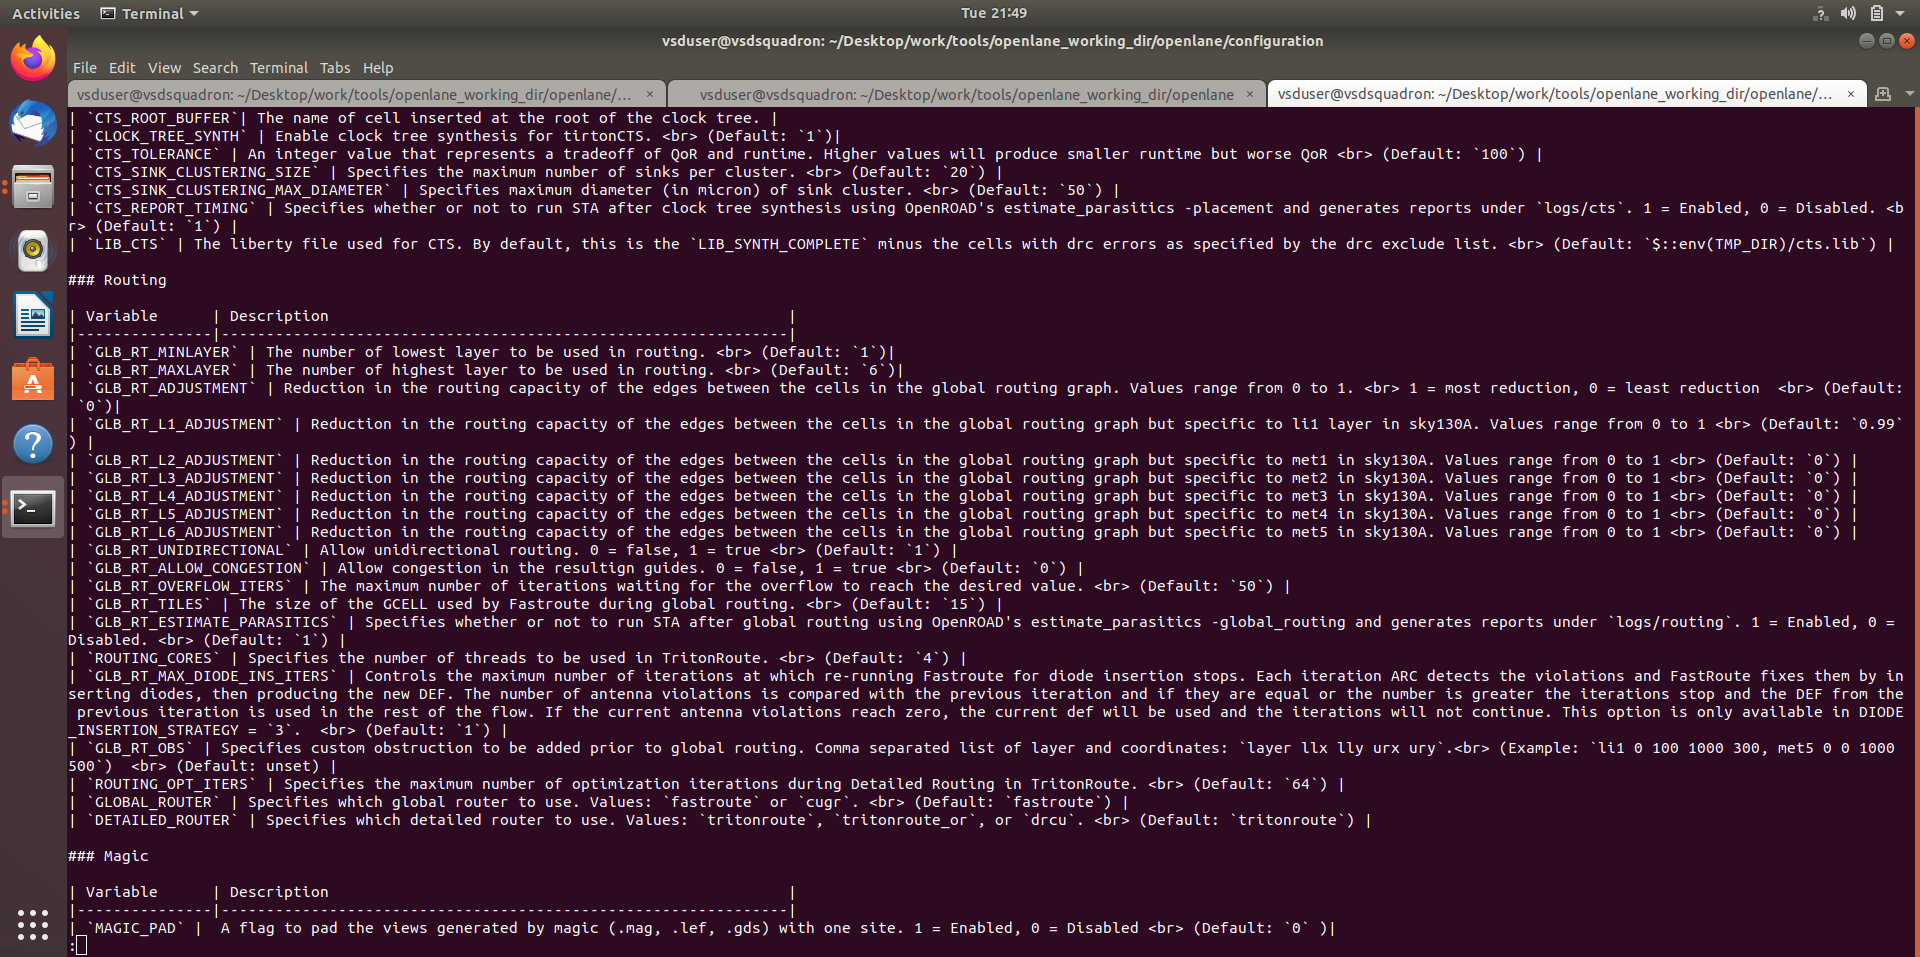 Activities Terminal Tue 21:49
vsduser@vsdsquadron: ~/Desktop/work/tools/openlane_working_dir/openlane/configuration
File Edit View Search Terminal Tabs Help
vsduser@vsdsquadron: ~/Desktop/work/tools/openlane_working_dir/openlane/... × vsduser@vsdsquadron: ~/Desktop/work/tools/openlane_working_dir/openlane × vsduser@vsdsquadron: ~/Desktop/work/tools/openlane_working_dir/openlane/... ×
| `CTS_ROOT_BUFFER`| The name of cell inserted at the root of the clock tree. |
| `CLOCK_TREE_SYNTH` | Enable clock tree synthesis for tirtonCTS. <br> (Default: `1`)|
| `CTS_TOLERANCE` | An integer value that represents a tradeoff of QoR and runtime. Higher values will produce smaller runtime but worse QoR <br> (Default: `100`) |
| `CTS_SINK_CLUSTERING_SIZE` | Specifies the maximum number of sinks per cluster. <br> (Default: `20`) |
| `CTS_SINK_CLUSTERING_MAX_DIAMETER` | Specifies maximum diameter (in micron) of sink cluster. <br> (Default: `50`) |
| `CTS_REPORT_TIMING` | Specifies whether or not to run STA after clock tree synthesis using OpenROAD's estimate_parasitics -placement and generates reports under `logs/cts`. 1 = Enabled, 0 = Disabled. <b
r> (Default: `1`) |
| `LIB_CTS` | The liberty file used for CTS. By default, this is the `LIB_SYNTH_COMPLETE` minus the cells with drc errors as specified by the drc exclude list. <br> (Default: `$::env(TMP_DIR)/cts.lib`) |
### Routing
| Variable      | Description                                                   |
|---------------|---------------------------------------------------------------|
| `GLB_RT_MINLAYER` | The number of lowest layer to be used in routing. <br> (Default: `1`)|
| `GLB_RT_MAXLAYER` | The number of highest layer to be used in routing. <br> (Default: `6`)|
| `GLB_RT_ADJUSTMENT` | Reduction in the routing capacity of the edges between the cells in the global routing graph. Values range from 0 to 1. <br> 1 = most reduction, 0 = least reduction  <br> (Default:
 `0`)|
| `GLB_RT_L1_ADJUSTMENT` | Reduction in the routing capacity of the edges between the cells in the global routing graph but specific to li1 layer in sky130A. Values range from 0 to 1 <br> (Default: `0.99`
) |
| `GLB_RT_L2_ADJUSTMENT` | Reduction in the routing capacity of the edges between the cells in the global routing graph but specific to met1 in sky130A. Values range from 0 to 1 <br> (Default: `0`) |
| `GLB_RT_L3_ADJUSTMENT` | Reduction in the routing capacity of the edges between the cells in the global routing graph but specific to met2 in sky130A. Values range from 0 to 1 <br> (Default: `0`) |
| `GLB_RT_L4_ADJUSTMENT` | Reduction in the routing capacity of the edges between the cells in the global routing graph but specific to met3 in sky130A. Values range from 0 to 1 <br> (Default: `0`) |
| `GLB_RT_L5_ADJUSTMENT` | Reduction in the routing capacity of the edges between the cells in the global routing graph but specific to met4 in sky130A. Values range from 0 to 1 <br> (Default: `0`) |
| `GLB_RT_L6_ADJUSTMENT` | Reduction in the routing capacity of the edges between the cells in the global routing graph but specific to met5 in sky130A. Values range from 0 to 1 <br> (Default: `0`) |
| `GLB_RT_UNIDIRECTIONAL` | Allow unidirectional routing. 0 = false, 1 = true <br> (Default: `1`) |
| `GLB_RT_ALLOW_CONGESTION` | Allow congestion in the resultign guides. 0 = false, 1 = true <br> (Default: `0`) |
| `GLB_RT_OVERFLOW_ITERS` | The maximum number of iterations waiting for the overflow to reach the desired value. <br> (Default: `50`) |
| `GLB_RT_TILES` | The size of the GCELL used by Fastroute during global routing. <br> (Default: `15`) |
| `GLB_RT_ESTIMATE_PARASITICS` | Specifies whether or not to run STA after global routing using OpenROAD's estimate_parasitics -global_routing and generates reports under `logs/routing`. 1 = Enabled, 0 =
Disabled. <br> (Default: `1`) |
| `ROUTING_CORES` | Specifies the number of threads to be used in TritonRoute. <br> (Default: `4`) |
| `GLB_RT_MAX_DIODE_INS_ITERS` | Controls the maximum number of iterations at which re-running Fastroute for diode insertion stops. Each iteration ARC detects the violations and FastRoute fixes them by in
serting diodes, then producing the new DEF. The number of antenna violations is compared with the previous iteration and if they are equal or the number is greater the iterations stop and the DEF from the
 previous iteration is used in the rest of the flow. If the current antenna violations reach zero, the current def will be used and the iterations will not continue. This option is only available in DIODE
_INSERTION_STRATEGY = `3`.  <br> (Default: `1`) |
| `GLB_RT_OBS` | Specifies custom obstruction to be added prior to global routing. Comma separated list of layer and coordinates: `layer llx lly urx ury`.<br> (Example: `li1 0 100 1000 300, met5 0 0 1000
500`)  <br> (Default: unset) |
| `ROUTING_OPT_ITERS` | Specifies the maximum number of optimization iterations during Detailed Routing in TritonRoute. <br> (Default: `64`) |
| `GLOBAL_ROUTER` | Specifies which global router to use. Values: `fastroute` or `cugr`. <br> (Default: `fastroute`) |
| `DETAILED_ROUTER` | Specifies which detailed router to use. Values: `tritonroute`, `tritonroute_or`, or `drcu`. <br> (Default: `tritonroute`) |
### Magic
| Variable      | Description                                                   |
|---------------|---------------------------------------------------------------|
| `MAGIC_PAD` |  A flag to pad the views generated by magic (.mag, .lef, .gds) with one site. 1 = Enabled, 0 = Disabled <br> (Default: `0` )|
: